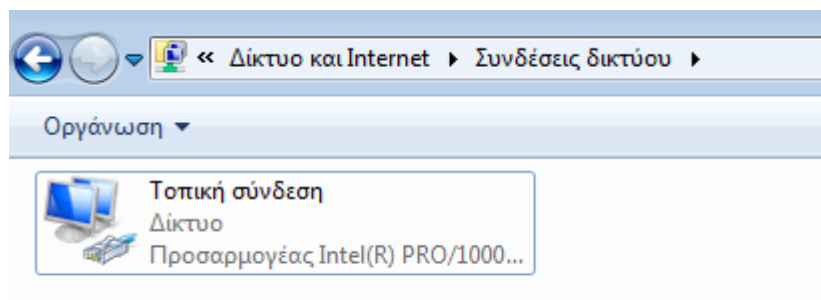 « Δίκτυο και Internet ▸ Συνδέσεις δικτύου ▸
Οργάνωση ▾
Τοπική σύνδεση
Δίκτυο
Προσαρμογέας Intel(R) PRO/1000...